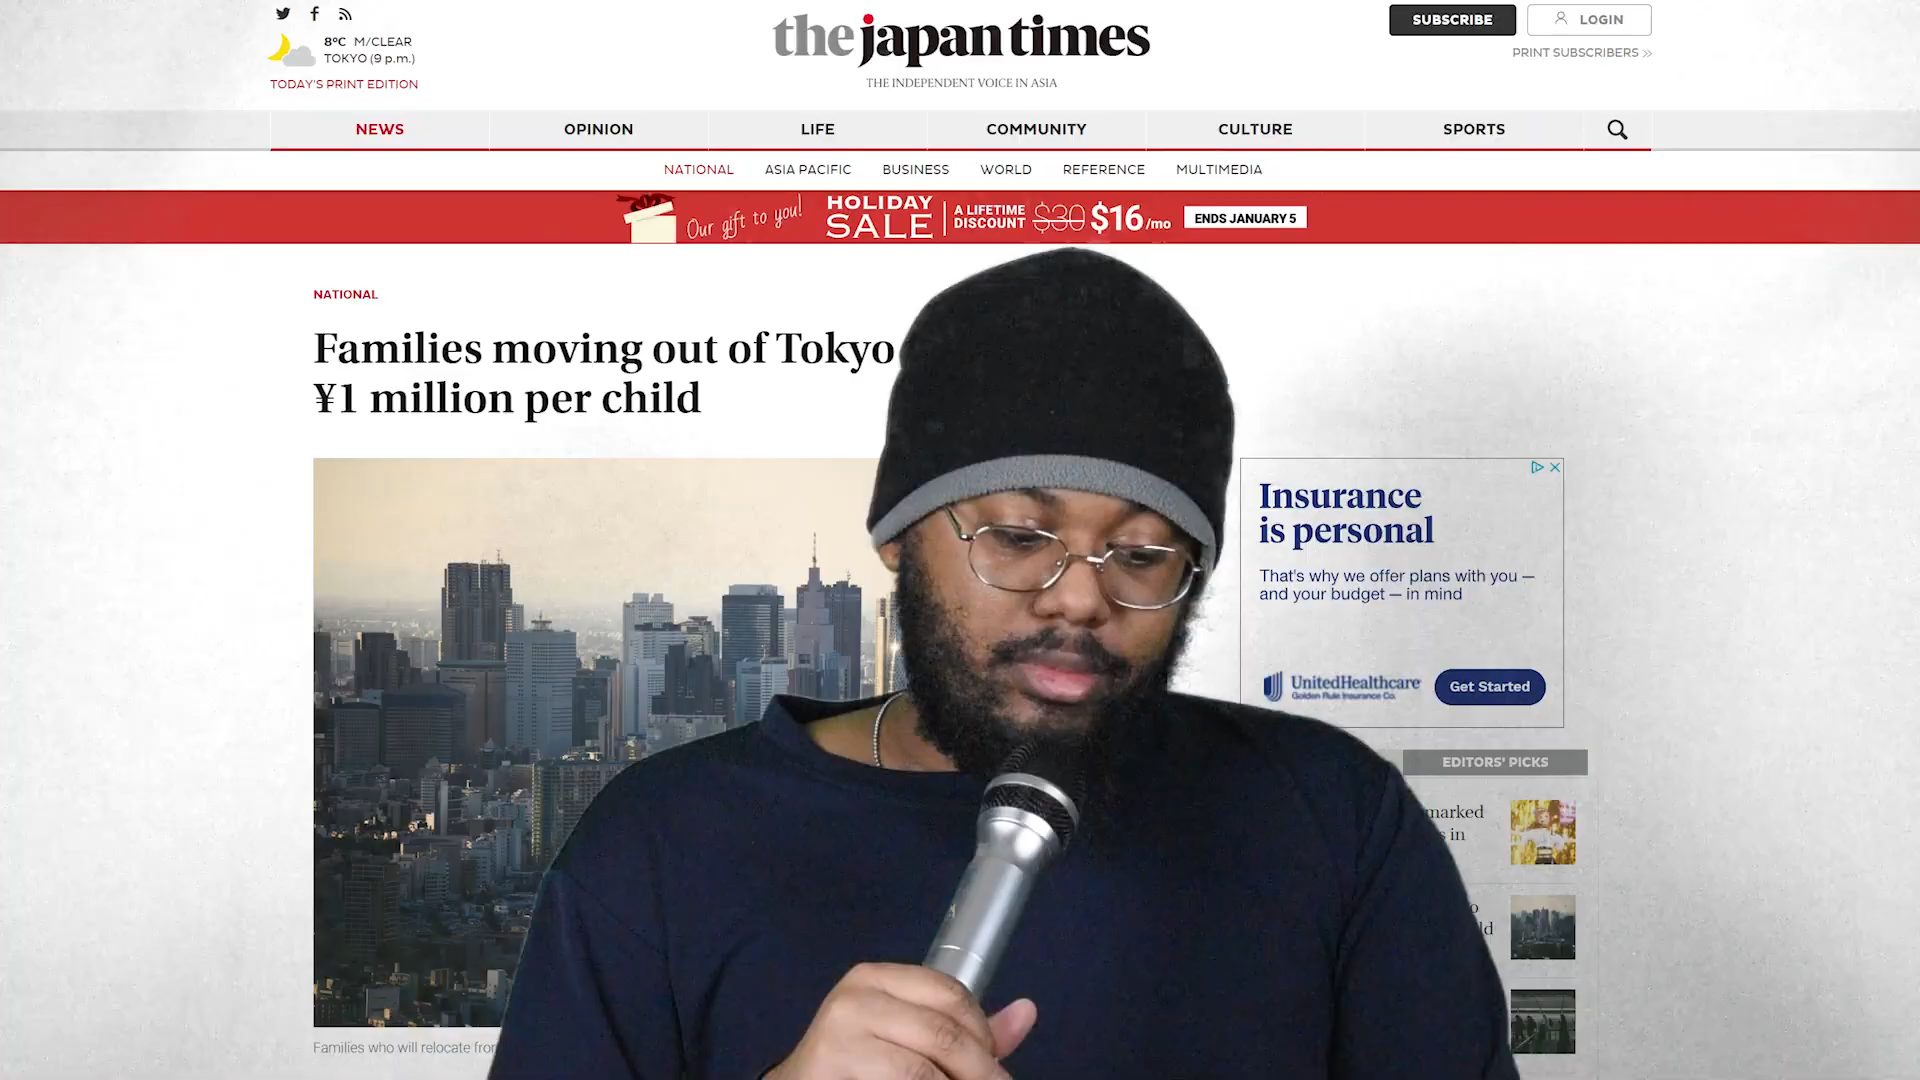 8°C M/CLEAR
TOKYO (9 p.m.)
TODAY'S PRINT EDITION
the japan times
THE INDEPENDENT VOICE IN ASIA
SUBSCRIBE
LOGIN
PRINT SUBSCRIBERS »
NEWS OPINION LIFE COMMUNITY CULTURE SPORTS
NATIONAL ASIA PACIFIC BUSINESS WORLD REFERENCE MULTIMEDIA
Our gift to you!
HOLIDAY
SALE
A LIFETIME
DISCOUNT
$30 $16/mo
ENDS JANUARY 5
NATIONAL
Families moving out of Tokyo
¥1 million per child
Insurance
is personal
That's why we offer plans with you —
and your budget — in mind
UnitedHealthcare
Golden Rule Insurance Co.
Get Started
EDITORS' PICKS
marked
in
Families who will relocate